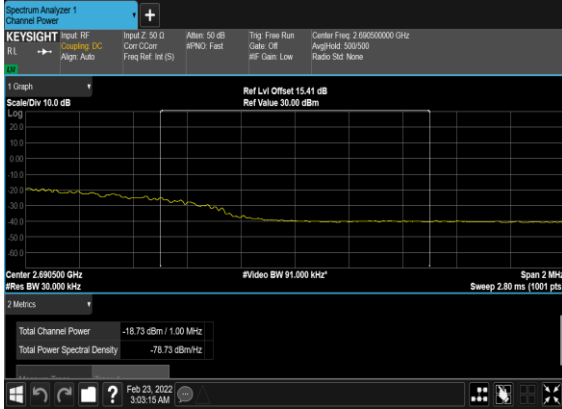 Spectrum Analyzer 1
Channel Power
+
KEYSIGHT
RL
Input: RF
Coupling: DC
Align: Auto
Input Z: 50 Ω
Corr CCorr
Freq Ref: Int (S)
Atten: 50 dB
#PNO: Fast
Trig: Free Run
Gate: Off
#IF Gain: Low
Center Freq: 2.690500000 GHz
Avg|Hold: 500/500
Radio Std: None
1 Graph
Scale/Div 10.0 dB
Ref Lvl Offset 15.41 dB
Ref Value 30.00 dBm
Log
20.0
10.0
0.00
-10.0
-20.0
-30.0
-40.0
-50.0
-60.0
Center 2.690500 GHz
#Res BW 30.000 kHz
#Video BW 91.000 kHz*
Span 2 MHz
Sweep 2.80 ms (1001 pts)
2 Metrics
Total Channel Power -18.73 dBm / 1.00 MHz
Total Power Spectral Density -78.73 dBm/Hz
?
Feb 23, 2022
3:03:15 AM